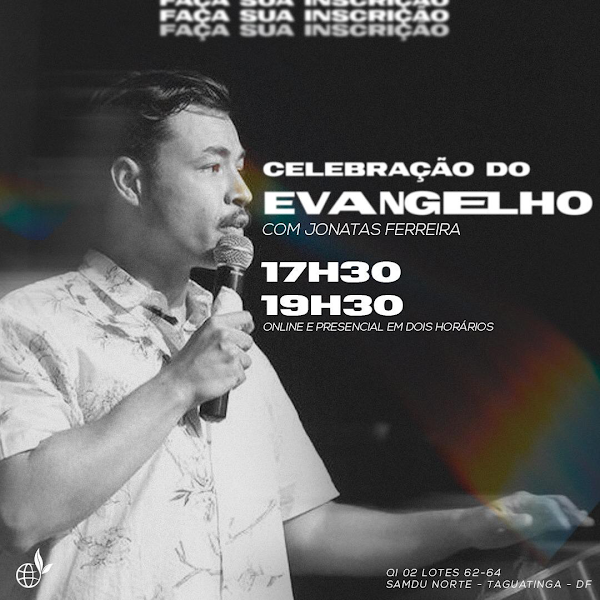 FAÇA SUA INSCRIÇÃO
FAÇA SUA INSCRIÇÃO
FAÇA SUA INSCRIÇÃO
CELEBRAÇÃO DO
EVANGELHO
COM JONATAS FERREIRA
17H30
19H30
ONLINE E PRESENCIAL EM DOIS HORÁRIOS
QI 02 LOTES 62-64
SAMDU NORTE - TAGUATINGA - DF